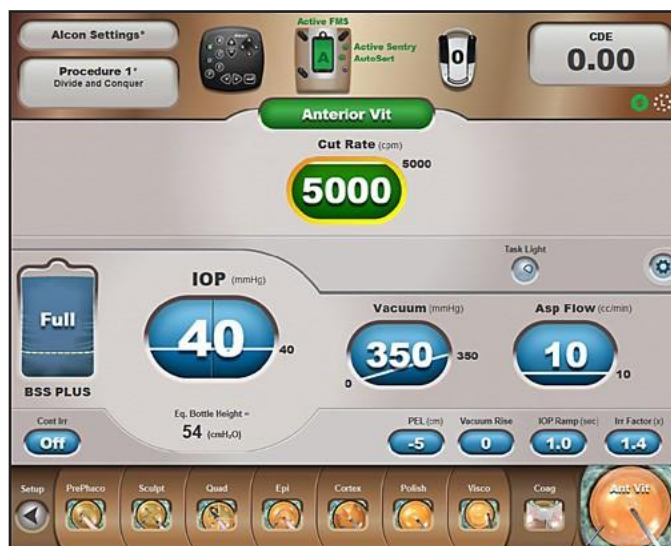 Alcon Settings*
Procedure 1*
Divide and Conquer
Active FMS
A
Active Sentry
AutoSert
0
CDE
0.00
S
L
Anterior Vit
Cut Rate (cpm)
5000
5000
Task Light
Full
BSS PLUS
IOP (mmHg)
40
40
Vacuum (mmHg)
350
350
0
Asp Flow (cc/min)
10
10
Cont Irr
Off
Eq. Bottle Height =
54 (cmH₂O)
PEL (cm)
-5
Vacuum Rise
0
IOP Ramp (sec)
1.0
Irr Factor (x)
1.4
Setup
PrePhaco
Sculpt
Quad
Epi
Cortex
Polish
Visco
Coag
Ant Vit